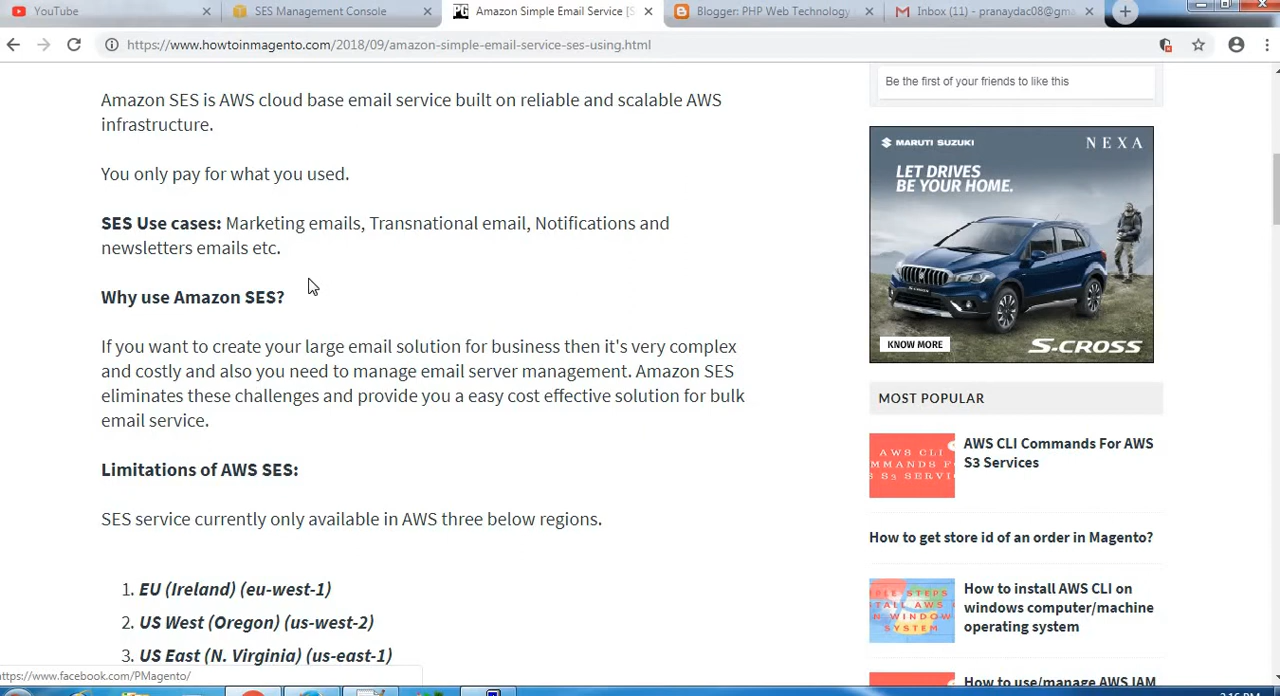 YouTube
SES Management Console
Amazon Simple Email Service [S
Blogger: PHP Web Technology
Inbox (11) - pranaydac08@gma
https://www.howtoinmagento.com/2018/09/amazon-simple-email-service-ses-using.html
Amazon SES is AWS cloud base email service built on reliable and scalable AWS
infrastructure.
You only pay for what you used.
SES Use cases: Marketing emails, Transnational email, Notifications and
newsletters emails etc.
Why use Amazon SES?
If you want to create your large email solution for business then it's very complex
and costly and also you need to manage email server management. Amazon SES
eliminates these challenges and provide you a easy cost effective solution for bulk
email service.
Limitations of AWS SES:
SES service currently only available in AWS three below regions.
1. EU (Ireland) (eu-west-1)
2. US West (Oregon) (us-west-2)
3. US East (N. Virginia) (us-east-1)
ttps://www.facebook.com/PMagento/
Be the first of your friends to like this
MARUTI SUZUKI
NEXA
LET DRIVES
BE YOUR HOME.
KNOW MORE
S-CROSS
MOST POPULAR
AWS CLI
MMANDS F
S3 SERVI
AWS CLI Commands For AWS
S3 Services
How to get store id of an order in Magento?
STEPS
TALL AWS
N WINDOW
SYSTEM
How to install AWS CLI on
windows computer/machine
operating system
How to use/manage AWS IAM